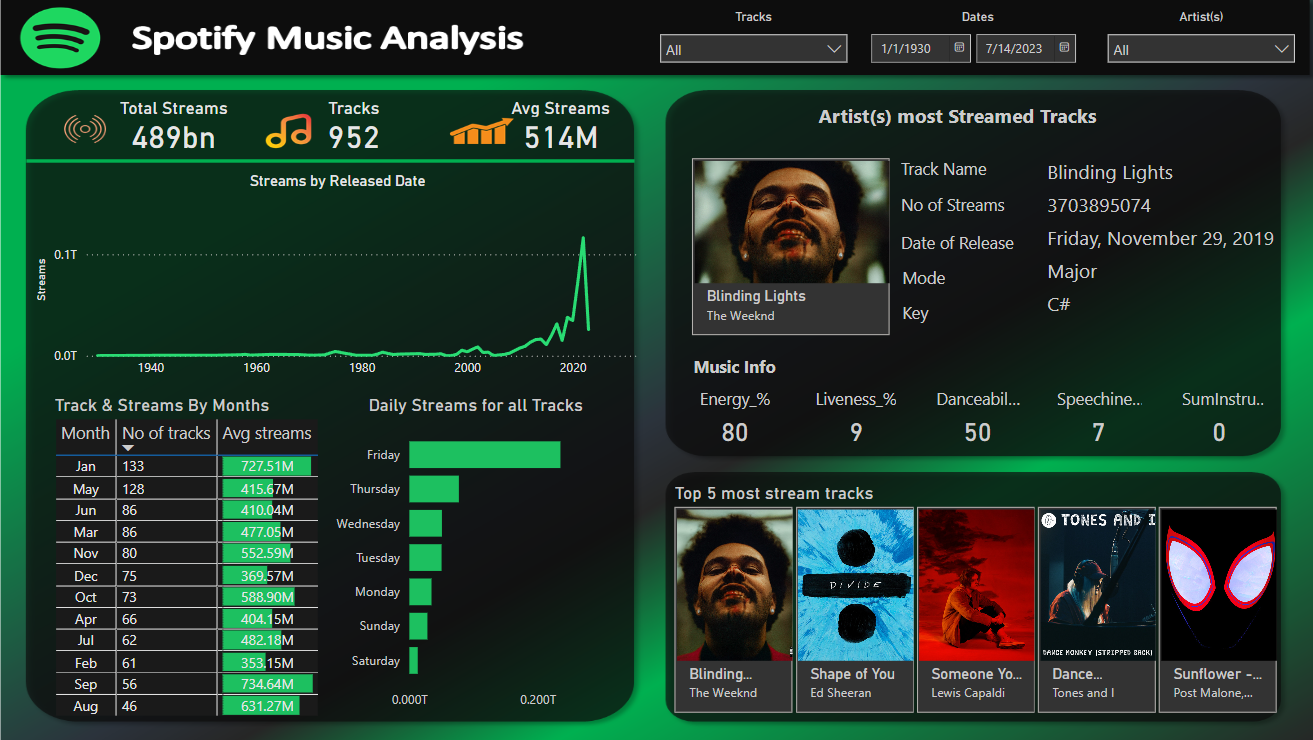 Spotify Music Analysis
Tracks
All
Dates
1/1/1930
7/14/2023
Artist(s)
All
Total Streams
489bn
Tracks
952
Avg Streams
514M
Streams by Released Date
Streams
0.1T
0.0T
1940 1960 1980 2000 2020
Track & Streams By Months
Month No of tracks Avg streams
Jan 133 727.51M
May 128 415.67M
Jun 86 410.04M
Mar 86 477.05M
Nov 80 552.59M
Dec 75 369.57M
Oct 73 588.90M
Apr 66 404.15M
Jul 62 482.18M
Feb 61 353.15M
Sep 56 734.64M
Aug 46 631.27M
Daily Streams for all Tracks
Friday
Thursday
Wednesday
Tuesday
Monday
Sunday
Saturday
0.000T 0.200T
Artist(s) most Streamed Tracks
Blinding Lights
The Weeknd
Track Name Blinding Lights
No of Streams 3703895074
Date of Release Friday, November 29, 2019
Mode Major
Key C#
Music Info
Energy_% Liveness_% Danceabil... Speechine... SumInstru..
80 9 50 7 0
Top 5 most stream tracks
Blinding...
The Weeknd
DIVIDE
Shape of You
Ed Sheeran
Someone Yo...
Lewis Capaldi
TONES AND I
DANCE MONKEY (STRIPPED BACK)
Dance...
Tones and I
Sunflower -...
Post Malone,...